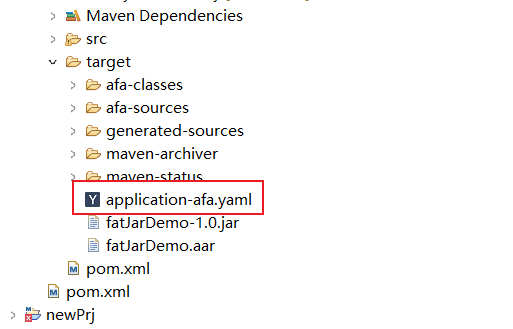 Maven Dependencies
src
target
afa-classes
afa-sources
generated-sources
maven-archiver
maven-status
Y application-afa.yaml
fatJarDemo-1.0.jar
fatJarDemo.aar
M pom.xml
M pom.xml
newPrj